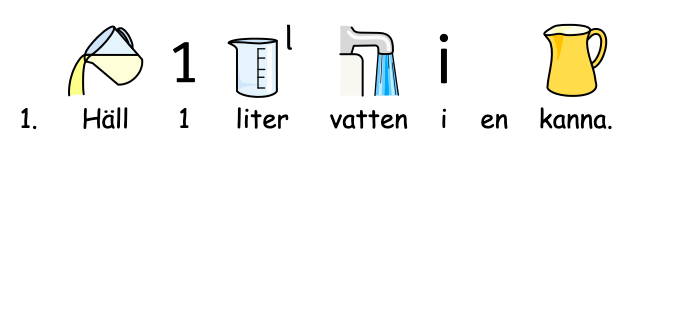 1 l i
1. Häll 1 liter vatten i en kanna.